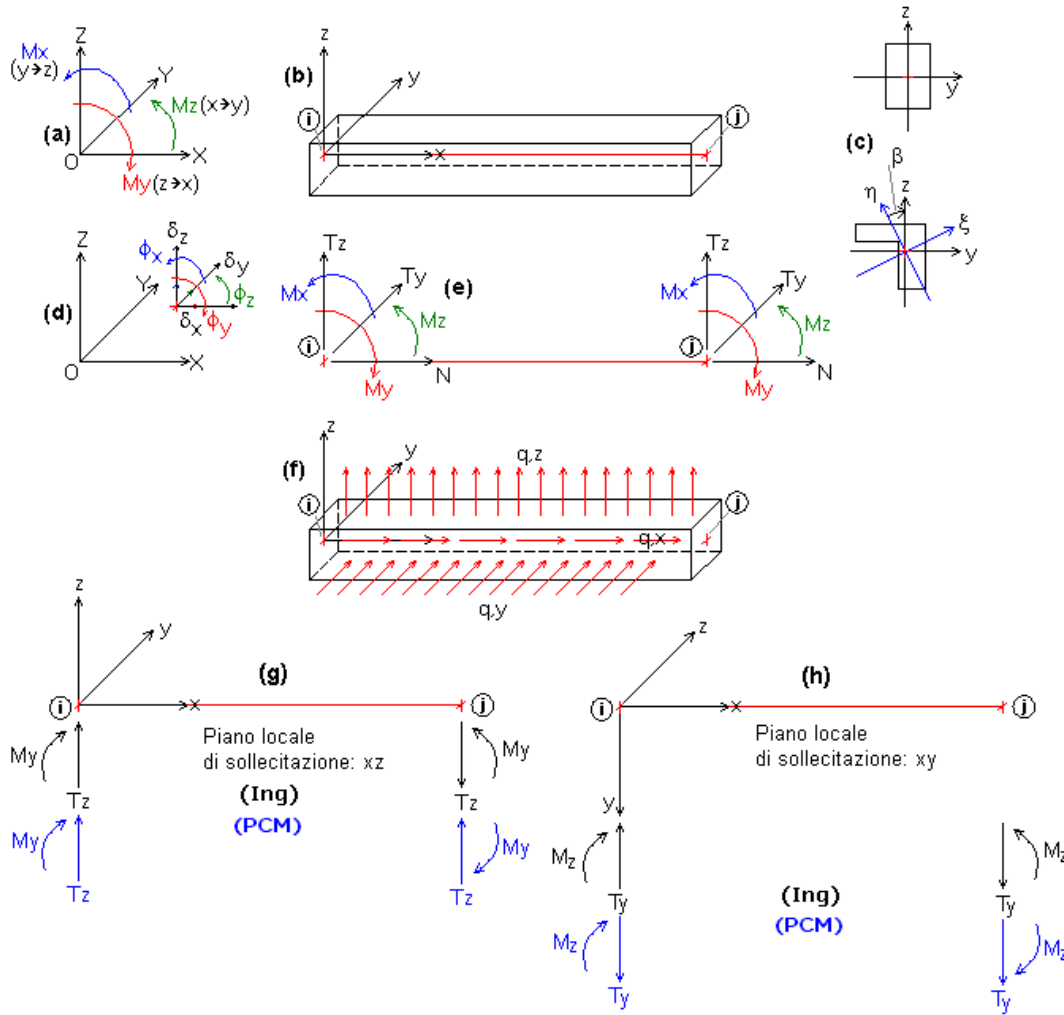 Z
Mx
(y→z)
Y
Mz(x→y)
(a)
O
X
My(z→x)
z
(b)
y
i
j
x
z
y
(c)
β
η
z
ξ
y
Z
ϕx
δz
δy
Y
ϕz
(d)
δx
ϕy
O
X
Tz
Ty
Mx
(e)
Mz
i
My
N
Tz
Ty
Mx
Mz
j
My
N
z
(f)
y
q,z
i
j
q,x
q,y
z
y
(g)
i
x
j
Piano locale
di sollecitazione: xz
My
My
Tz
Tz
(Ing)
(PCM)
My
My
Tz
Tz
z
(h)
i
x
j
Piano locale
di sollecitazione: xy
y
Mz
Mz
Ty
Ty
(Ing)
(PCM)
Mz
Mz
Ty
Ty